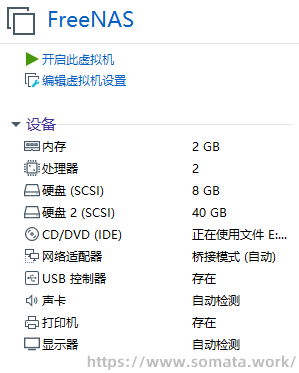 FreeNAS
开启此虚拟机
编辑虚拟机设置
设备
内存 2 GB
处理器 2
硬盘 (SCSI) 8 GB
硬盘 2 (SCSI) 40 GB
CD/DVD (IDE) 正在使用文件 E:...
网络适配器 桥接模式 (自动)
USB 控制器 存在
声卡 自动检测
打印机 存在
显示器 自动检测
https://www.somata.work/